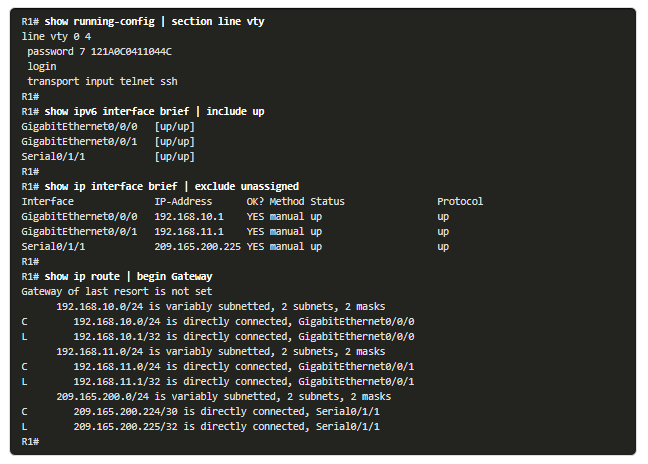 R1# show running-config | section line vty
line vty 0 4
 password 7 121A0C0411044C
 login
 transport input telnet ssh
R1#
R1# show ipv6 interface brief | include up
GigabitEthernet0/0/0   [up/up]
GigabitEthernet0/0/1   [up/up]
Serial0/1/1            [up/up]
R1#
R1# show ip interface brief | exclude unassigned
Interface              IP-Address      OK? Method Status                Protocol
GigabitEthernet0/0/0   192.168.10.1    YES manual up                    up
GigabitEthernet0/0/1   192.168.11.1    YES manual up                    up
Serial0/1/1            209.165.200.225 YES manual up                    up
R1#
R1# show ip route | begin Gateway
Gateway of last resort is not set
      192.168.10.0/24 is variably subnetted, 2 subnets, 2 masks
C        192.168.10.0/24 is directly connected, GigabitEthernet0/0/0
L        192.168.10.1/32 is directly connected, GigabitEthernet0/0/0
      192.168.11.0/24 is variably subnetted, 2 subnets, 2 masks
C        192.168.11.0/24 is directly connected, GigabitEthernet0/0/1
L        192.168.11.1/32 is directly connected, GigabitEthernet0/0/1
      209.165.200.0/24 is variably subnetted, 2 subnets, 2 masks
C        209.165.200.224/30 is directly connected, Serial0/1/1
L        209.165.200.225/32 is directly connected, Serial0/1/1
R1#